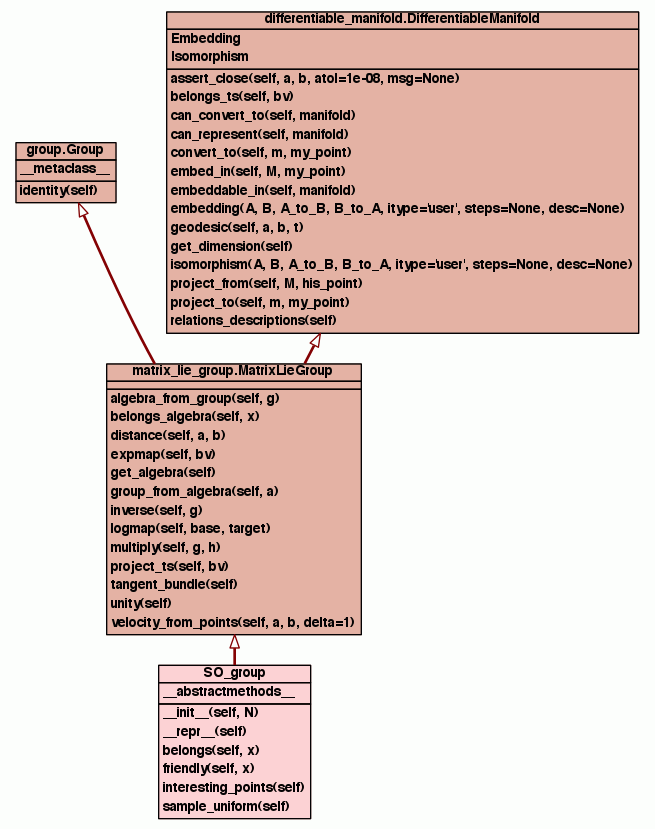 differentiable_manifold.DifferentiableManifold
Embedding
Isomorphism
assert_close(self, a, b, atol=1e-08, msg=None)
belongs_ts(self, bv)
can_convert_to(self, manifold)
can_represent(self, manifold)
convert_to(self, m, my_point)
embed_in(self, M, my_point)
embeddable_in(self, manifold)
embedding(A, B, A_to_B, B_to_A, itype='user', steps=None, desc=None)
geodesic(self, a, b, t)
get_dimension(self)
isomorphism(A, B, A_to_B, B_to_A, itype='user', steps=None, desc=None)
project_from(self, M, his_point)
project_to(self, m, my_point)
relations_descriptions(self)
group.Group
__metaclass__
identity(self)
matrix_lie_group.MatrixLieGroup
algebra_from_group(self, g)
belongs_algebra(self, x)
distance(self, a, b)
expmap(self, bv)
get_algebra(self)
group_from_algebra(self, a)
inverse(self, g)
logmap(self, base, target)
multiply(self, g, h)
project_ts(self, bv)
tangent_bundle(self)
unity(self)
velocity_from_points(self, a, b, delta=1)
SO_group
__abstractmethods__
__init__(self, N)
__repr__(self)
belongs(self, x)
friendly(self, x)
interesting_points(self)
sample_uniform(self)